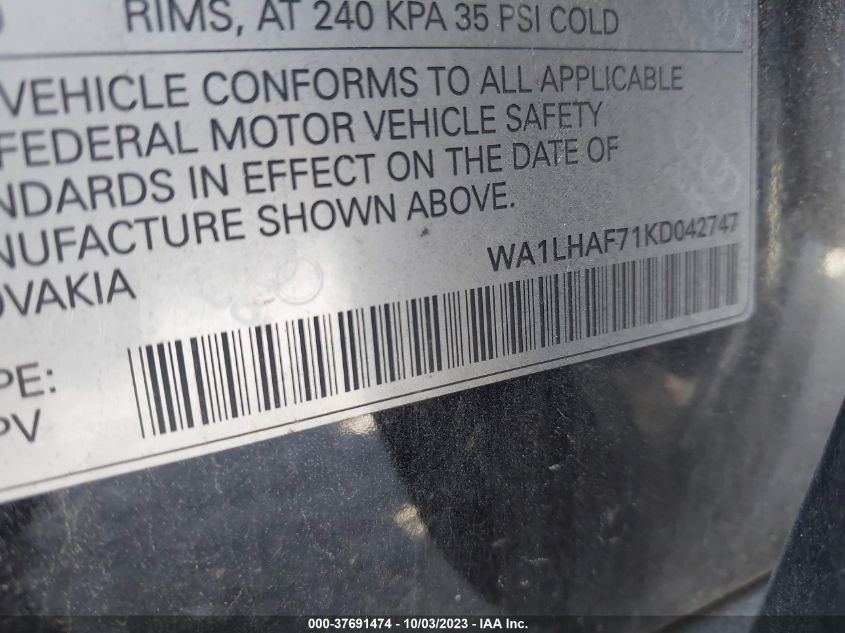 RIMS, AT 240 KPA 35 PSI COLD
VEHICLE CONFORMS TO ALL APPLICABLE
FEDERAL MOTOR VEHICLE SAFETY
NDARDS IN EFFECT ON THE DATE OF
NUFACTURE SHOWN ABOVE.
WA1LHAF71KD042747
OVAKIA
PE:
PV
000-37691474 - 10/03/2023 - IAA Inc.